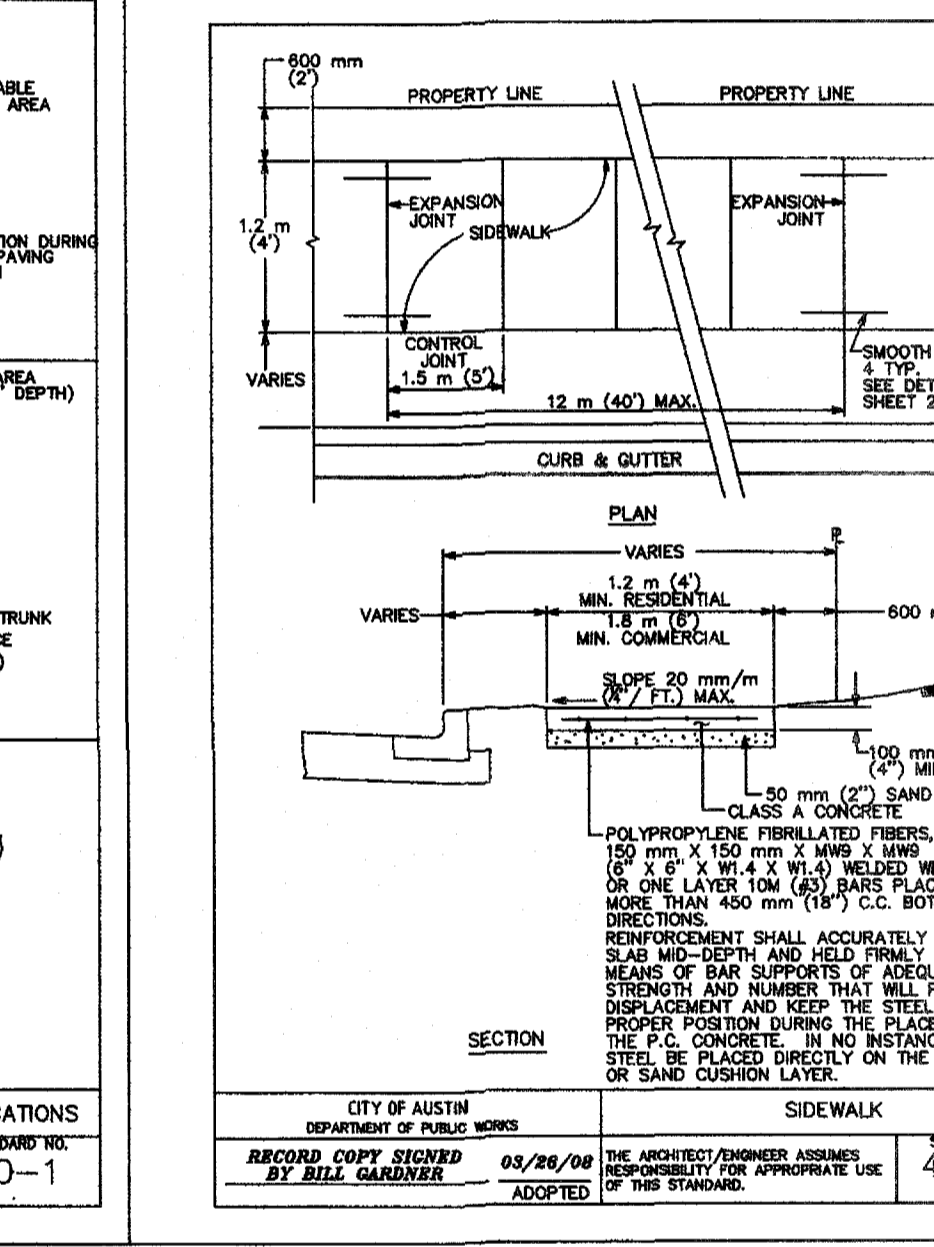 ABLE
AREA
TION DURING
PAVING
AREA
DEPTH)
TRUNK
CE
)
CATIONS
DARD NO.
0-1
600 mm
(2')
PROPERTY LINE
PROPERTY LINE
EXPANSION
JOINT
SIDEWALK
EXPANSION
JOINT
1.2 m
(4')
CONTROL
JOINT
1.5 m (5')
VARIES
12 m (40') MAX.
SMOOTH
4 TYP.
SEE DET
SHEET 2
CURB & GUTTER
PLAN
VARIES
1.2 m (4')
MIN. RESIDENTIAL
1.8 m (6')
MIN. COMMERCIAL
VARIES
600
SLOPE 20 mm/m
(¼"/ FT.) MAX.
100 mm
(4") MI
50 mm (2") SAND
CLASS A CONCRETE
POLYPROPYLENE FIBRILLATED FIBERS,
150 mm X 150 mm X MW9 X MW9
(6" X 6" X W1.4 X W1.4) WELDED W
OR ONE LAYER 10M (#3) BARS PLAC
MORE THAN 450 mm (18") C.C. BOT
DIRECTIONS.
REINFORCEMENT SHALL ACCURATELY
SLAB MID-DEPTH AND HELD FIRMLY
MEANS OF BAR SUPPORTS OF ADEQU
STRENGTH AND NUMBER THAT WILL P
DISPLACEMENT AND KEEP THE STEEL
PROPER POSITION DURING THE PLACE
THE P.C. CONCRETE. IN NO INSTANC
STEEL BE PLACED DIRECTLY ON THE
OR SAND CUSHION LAYER.
SECTION
CITY OF AUSTIN
DEPARTMENT OF PUBLIC WORKS
SIDEWALK
RECORD COPY SIGNED
BY BILL GARDNER
03/26/08
ADOPTED
THE ARCHITECT/ENGINEER ASSUMES
RESPONSIBILITY FOR APPROPRIATE USE
OF THIS STANDARD.
4